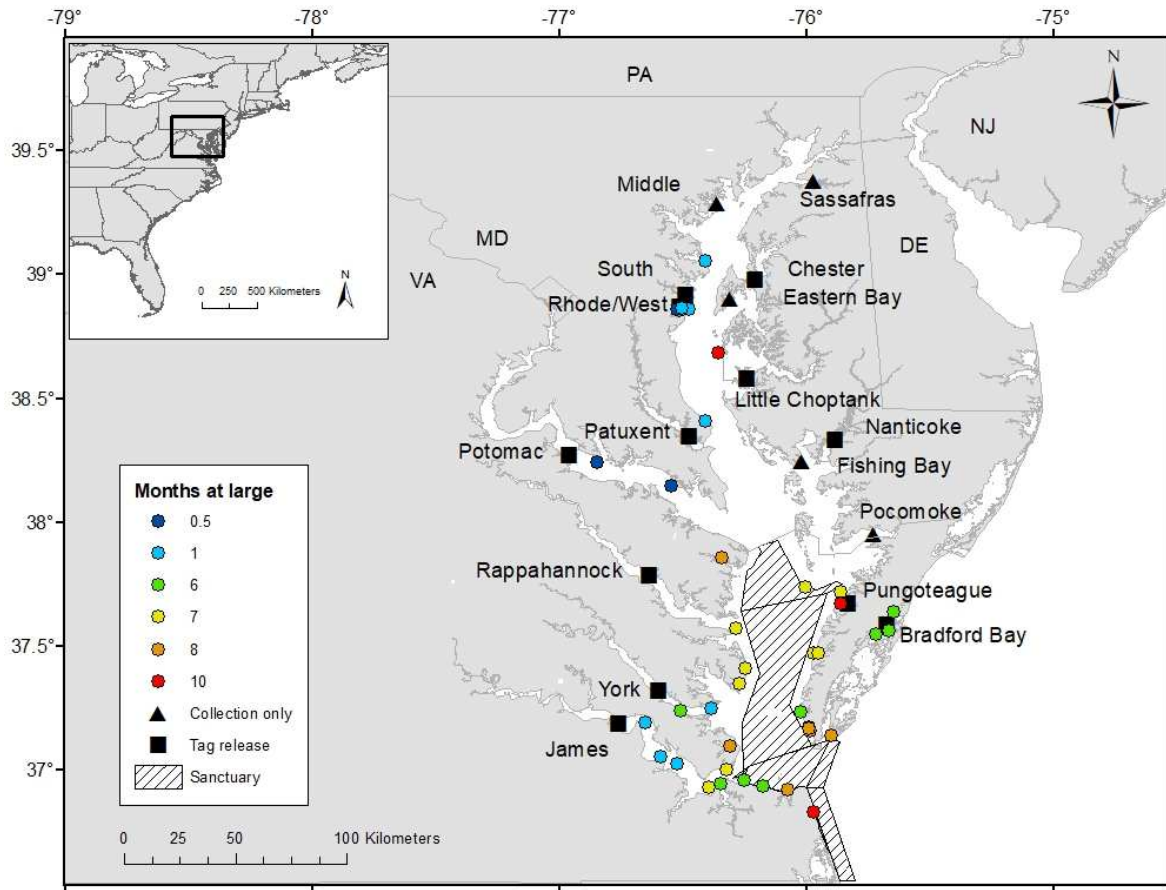 -79°
-78°
-77°
-76°
-75°
PA
N
NJ
39.5°
Middle
Sassafras
MD
DE
VA
South
Chester
39°
N
0 250 500 Kilometers
Rhode/West
Eastern Bay
38.5°
Little Choptank
Patuxent
Nanticoke
Potomac
Fishing Bay
Pocomoke
38°
Months at large
0.5
1
6
7
8
10
Collection only
Tag release
Sanctuary
Rappahannock
Pungoteague
37.5°
Bradford Bay
York
James
37°
0 25 50 100 Kilometers